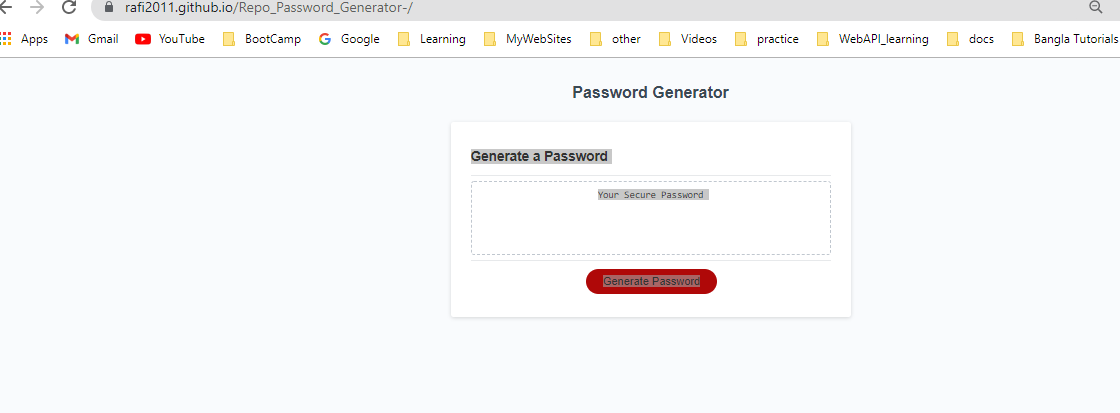 rafi2011.github.io/Repo_Password_Generator-/
Apps Gmail YouTube BootCamp Google Learning MyWebSites other Videos practice WebAPI_learning docs Bangla Tutorials
Password Generator
Generate a Password
Your Secure Password
Generate Password